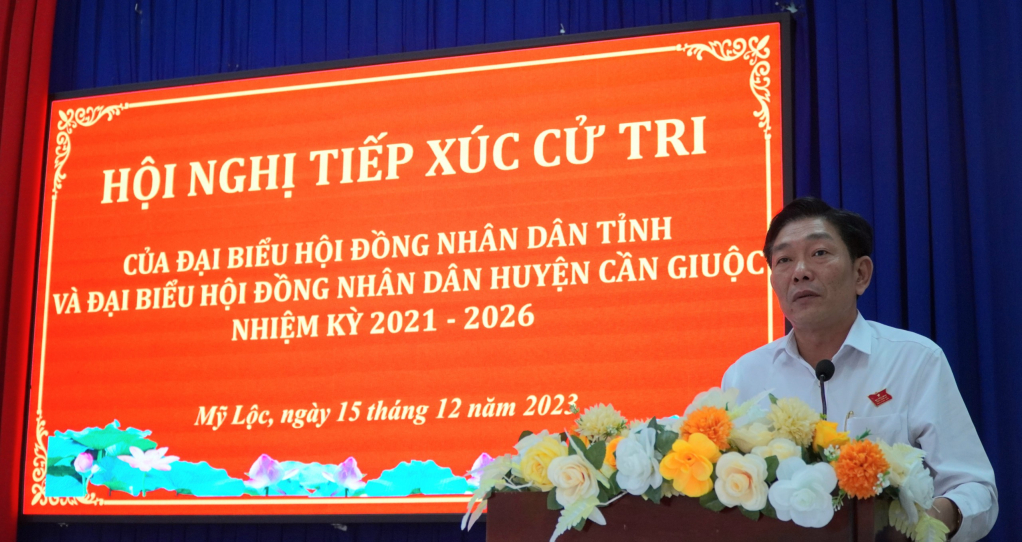 HỘI NGHỊ TIẾP XÚC CỬ TRI
CỦA ĐẠI BIỂU HỘI ĐỒNG NHÂN DÂN TỈNH
VÀ ĐẠI BIỂU HỘI ĐỒNG NHÂN DÂN HUYỆN CẦN GIUỘC
NHIỆM KỲ 2021 - 2026
Mỹ Lộc, ngày 15 tháng 12 năm 2023